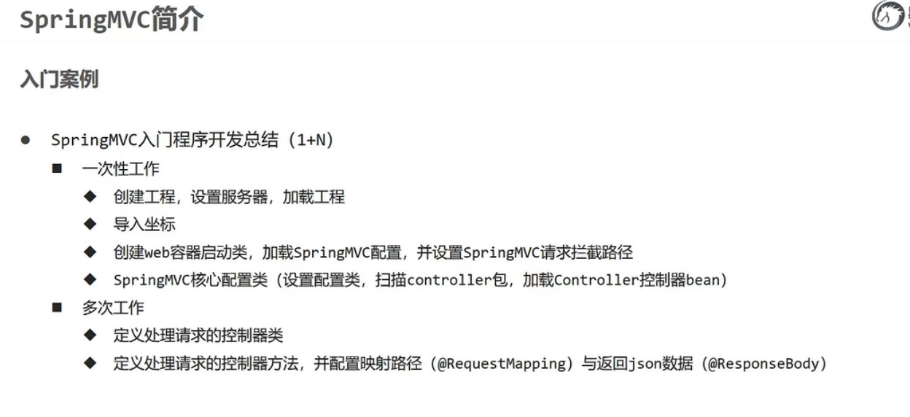 SpringMVC简介
入门案例
SpringMVC入门程序开发总结（1+N）
一次性工作
创建工程，设置服务器，加载工程
导入坐标
创建web容器启动类，加载SpringMVC配置，并设置SpringMVC请求拦截路径
SpringMVC核心配置类（设置配置类，扫描controller包，加载Controller控制器bean）
多次工作
定义处理请求的控制器类
定义处理请求的控制器方法，并配置映射路径（@RequestMapping）与返回json数据（@ResponseBody）